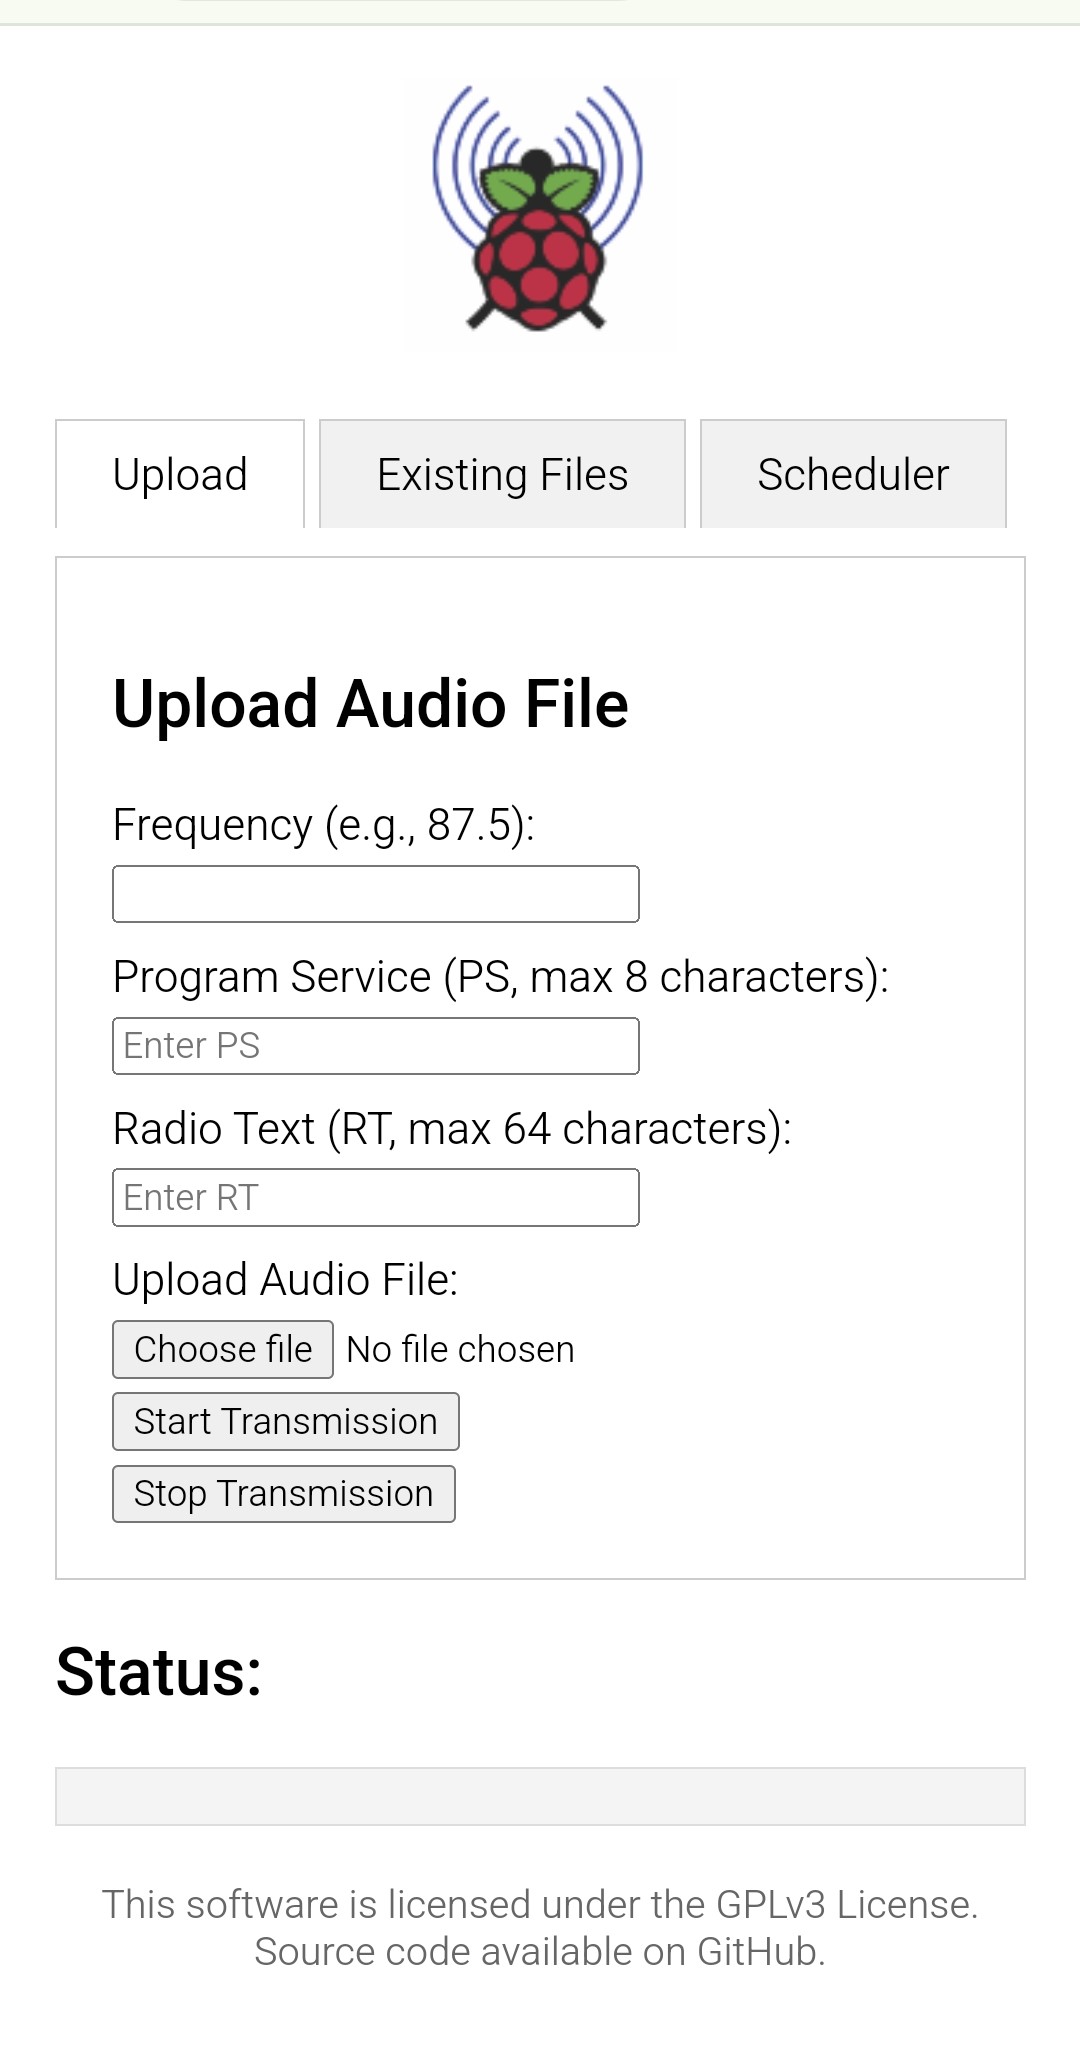 Upload
Existing Files
Scheduler
Upload Audio File
Frequency (e.g., 87.5):
Program Service (PS, max 8 characters):
Enter PS
Radio Text (RT, max 64 characters):
Enter RT
Upload Audio File:
Choose file No file chosen
Start Transmission
Stop Transmission
Status:
This software is licensed under the GPLv3 License.
Source code available on GitHub.